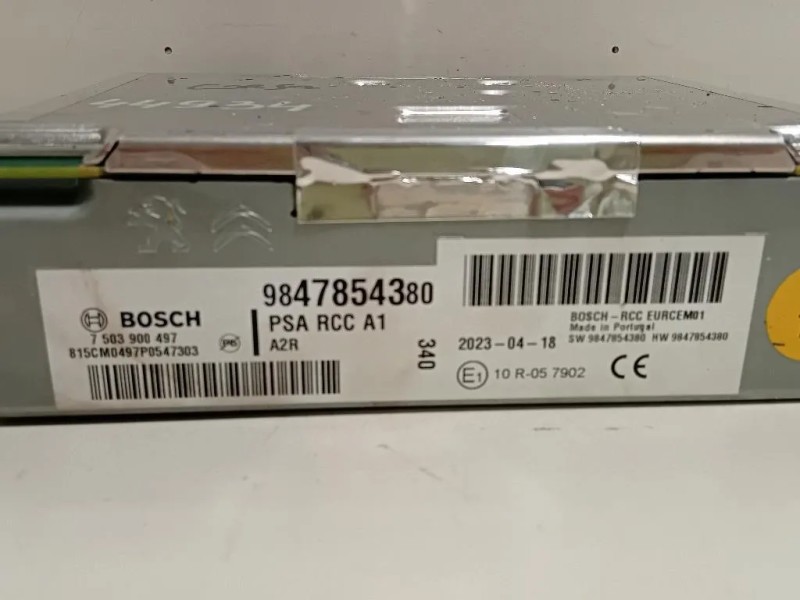 BOSCH
7 503 900 497
815CM0497P0547303
9847854380
PSA RCC A1
A2R
340
2023-04-18
E1 10 R-05 7902
BOSCH-RCC EURCEM01
Made in Portugal
SW 9847854380 HW 9847854380
CE